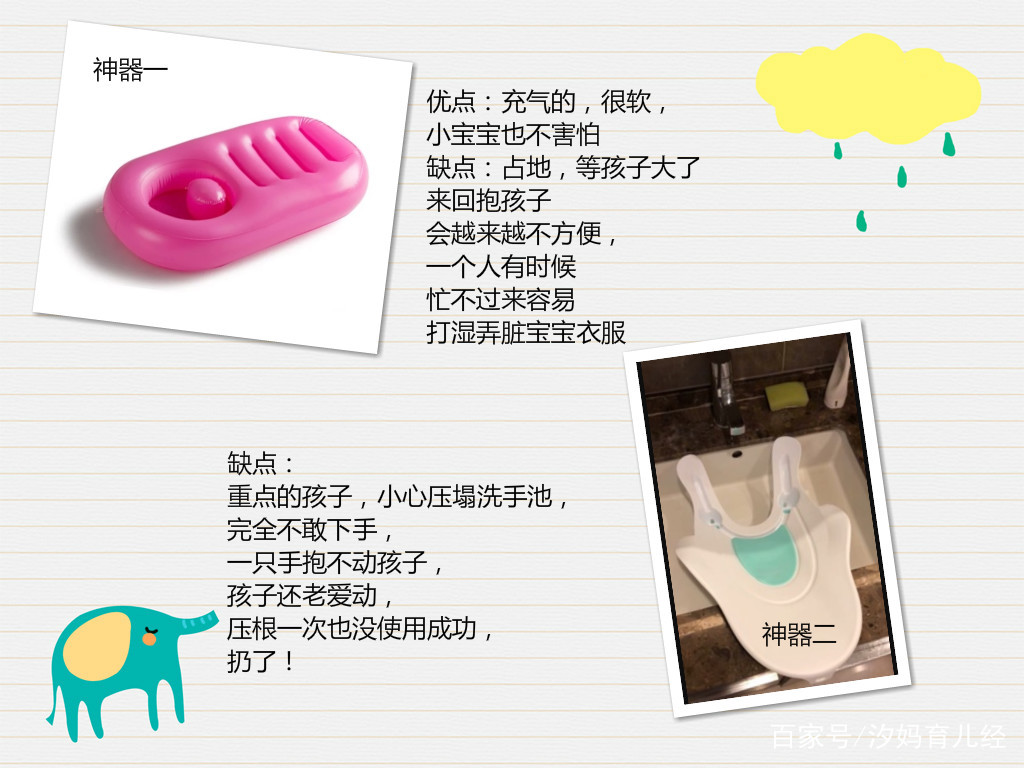 神器一
优点：充气的，很软，
小宝宝也不害怕
缺点：占地，等孩子大了
来回抱孩子
会越来越不方便，
一个人有时候
忙不过来容易
打湿弄脏宝宝衣服
缺点：
重点的孩子，小心压塌洗手池，
完全不敢下手，
一只手抱不动孩子，
孩子还老爱动，
压根一次也没使用成功，
扔了！
神器二
百家号/汐妈育儿经